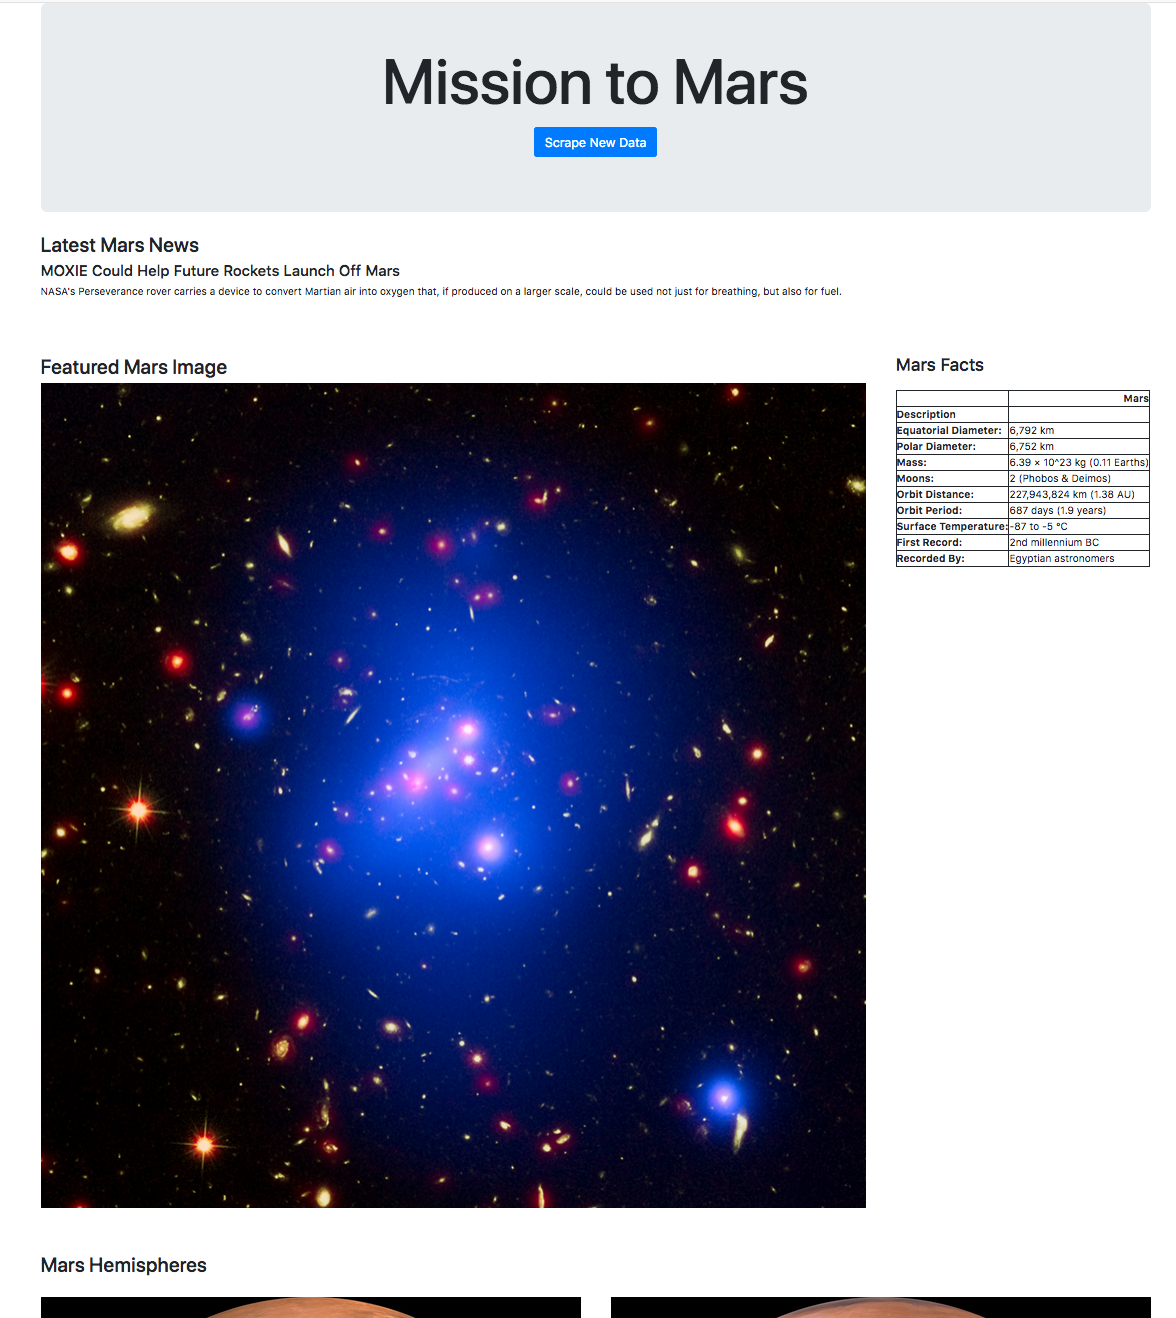 Mission to Mars
Scrape New Data
Latest Mars News
MOXIE Could Help Future Rockets Launch Off Mars
NASA's Perseverance rover carries a device to convert Martian air into oxygen that, if produced on a larger scale, could be used not just for breathing, but also for fuel.
Featured Mars Image
Mars Facts
Mars
Description
Equatorial Diameter: 6,792 km
Polar Diameter: 6,752 km
Mass: 6.39 × 10^23 kg (0.11 Earths)
Moons: 2 (Phobos & Deimos)
Orbit Distance: 227,943,824 km (1.38 AU)
Orbit Period: 687 days (1.9 years)
Surface Temperature: -87 to -5 °C
First Record: 2nd millennium BC
Recorded By: Egyptian astronomers
Mars Hemispheres